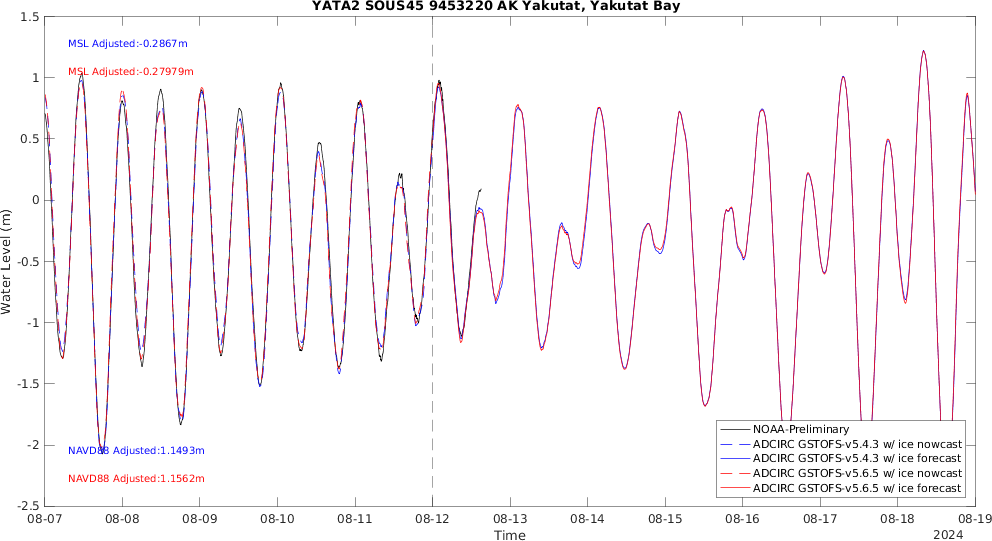 YATA2 SOUS45 9453220 AK Yakutat, Yakutat Bay
1.5
MSL Adjusted:-0.2867m
MSL Adjusted:-0.27979m
1
0.5
0
-0.5
-1
-1.5
-2
-2.5
Water Level (m)
NAVD88 Adjusted:1.1493m
NAVD88 Adjusted:1.1562m
NOAA-Preliminary
ADCIRC GSTOFS-v5.4.3 w/ ice nowcast
ADCIRC GSTOFS-v5.4.3 w/ ice forecast
ADCIRC GSTOFS-v5.6.5 w/ ice nowcast
ADCIRC GSTOFS-v5.6.5 w/ ice forecast
08-07 08-08 08-09 08-10 08-11 08-12 08-13 08-14 08-15 08-16 08-17 08-18 08-19
Time
2024